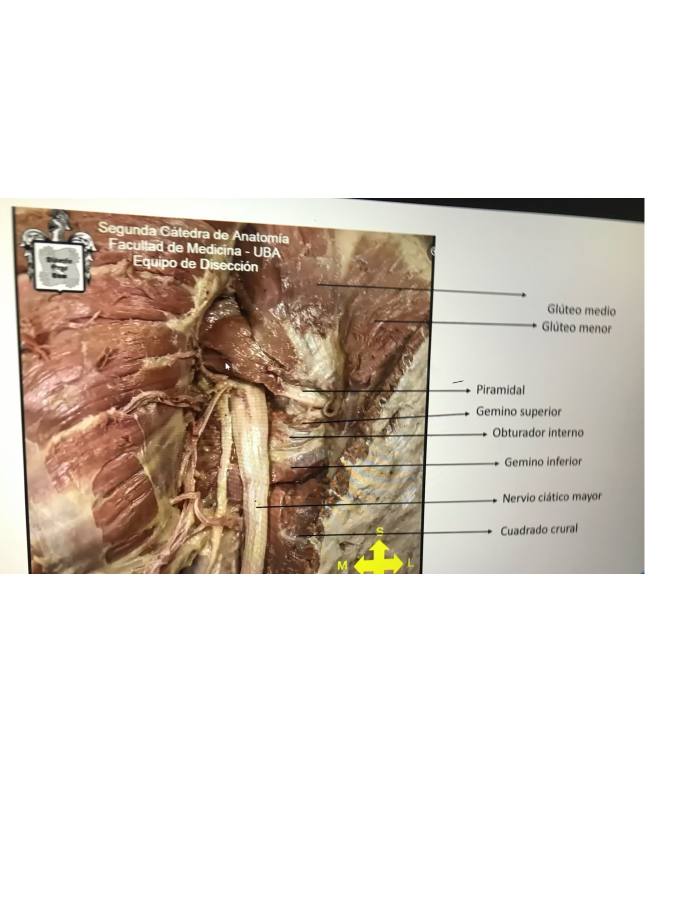 Segunda Cátedra de Anatomía
Facultad de Medicina - UBA
Equipo de Disección
Glúteo medio
Glúteo menor
Piramidal
Gemino superior
Obturador interno
Gemino inferior
Nervio ciático mayor
Cuadrado crural
S
M L